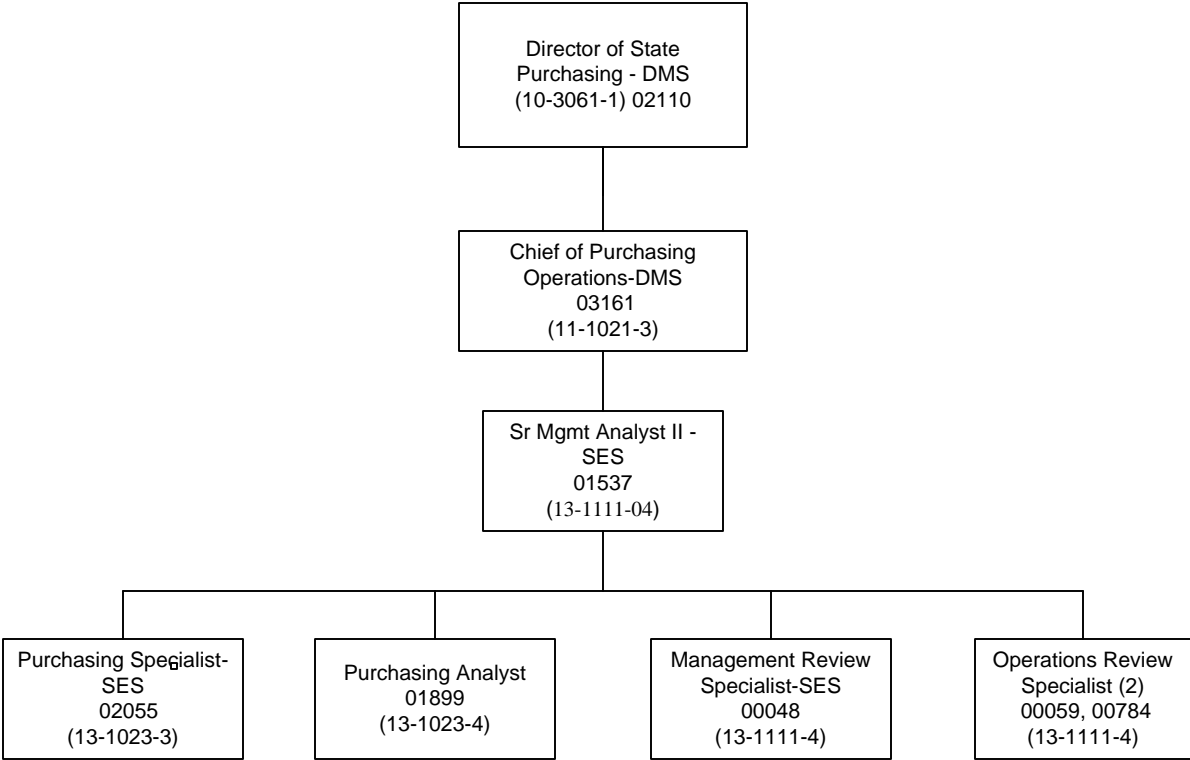 Director of State
Purchasing - DMS
(10-3061-1) 02110
Chief of Purchasing
Operations-DMS
03161
(11-1021-3)
Sr Mgmt Analyst II -
SES
01537
(13-1111-04)
Purchasing Specialist-
SES
02055
(13-1023-3)
Purchasing Analyst
01899
(13-1023-4)
Management Review
Specialist-SES
00048
(13-1111-4)
Operations Review
Specialist (2)
00059, 00784
(13-1111-4)